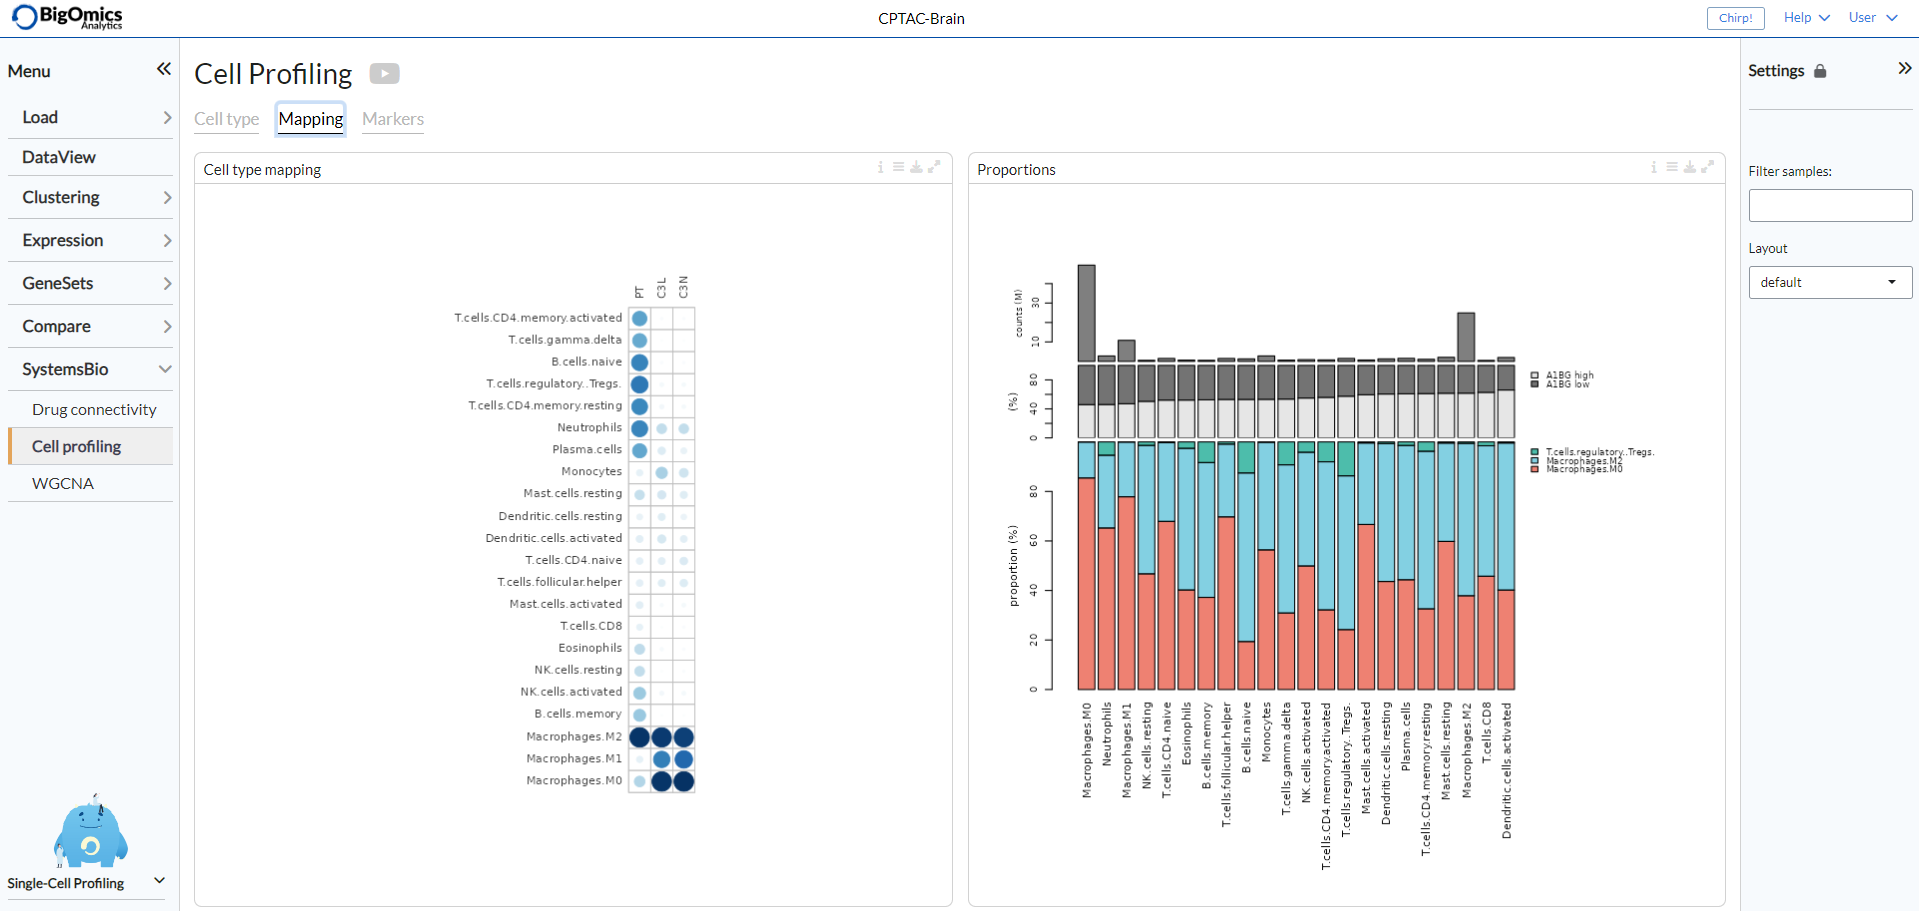 BigOmics
Analytics
CPTAC-Brain
Chirp!
Help
User
Menu
Load
DataView
Clustering
Expression
GeneSets
Compare
SystemsBio
Drug connectivity
Cell profiling
WGCNA
Single-Cell Profiling
Cell Profiling
Cell type
Mapping
Markers
Cell type mapping
PT
C3L
C3N
T.cells.CD4.memory.activated
T.cells.gamma.delta
B.cells.naive
T.cells.regulatory..Tregs.
T.cells.CD4.memory.resting
Neutrophils
Plasma.cells
Monocytes
Mast.cells.resting
Dendritic.cells.resting
Dendritic.cells.activated
T.cells.CD4.naive
T.cells.follicular.helper
Mast.cells.activated
T.cells.CD8
Eosinophils
NK.cells.resting
NK.cells.activated
B.cells.memory
Macrophages.M2
Macrophages.M1
Macrophages.M0
Proportions
counts (M)
30
10
(%)
80
40
0
A1BG high
A1BG low
proportion (%)
80
60
40
20
0
T.cells.regulatory..Tregs.
Macrophages.M2
Macrophages.M0
Macrophages.M0
Neutrophils
Macrophages.M1
NK.cells.resting
T.cells.CD4.naive
Eosinophils
B.cells.memory
T.cells.follicular.helper
B.cells.naive
Monocytes
T.cells.gamma.delta
NK.cells.activated
T.cells.CD4.memory.activated
T.cells.regulatory..Tregs.
Mast.cells.activated
Dendritic.cells.resting
Plasma.cells
T.cells.CD4.memory.resting
Mast.cells.resting
Macrophages.M2
T.cells.CD8
Dendritic.cells.activated
Settings
Filter samples:
Layout
default